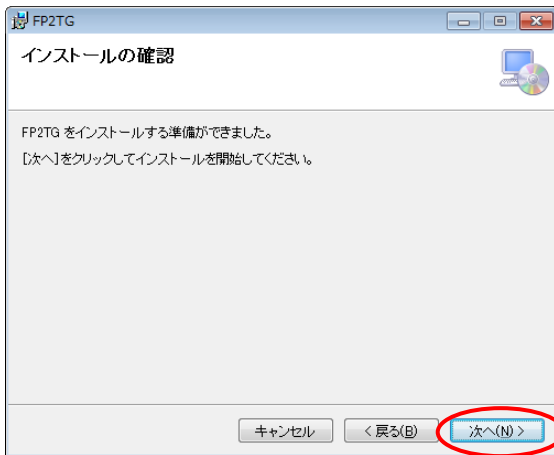 FP2TG
インストールの確認
FP2TG をインストールする準備ができました。
[次へ]をクリックしてインストールを開始してください。
キャンセル
< 戻る(B)
次へ(N) >